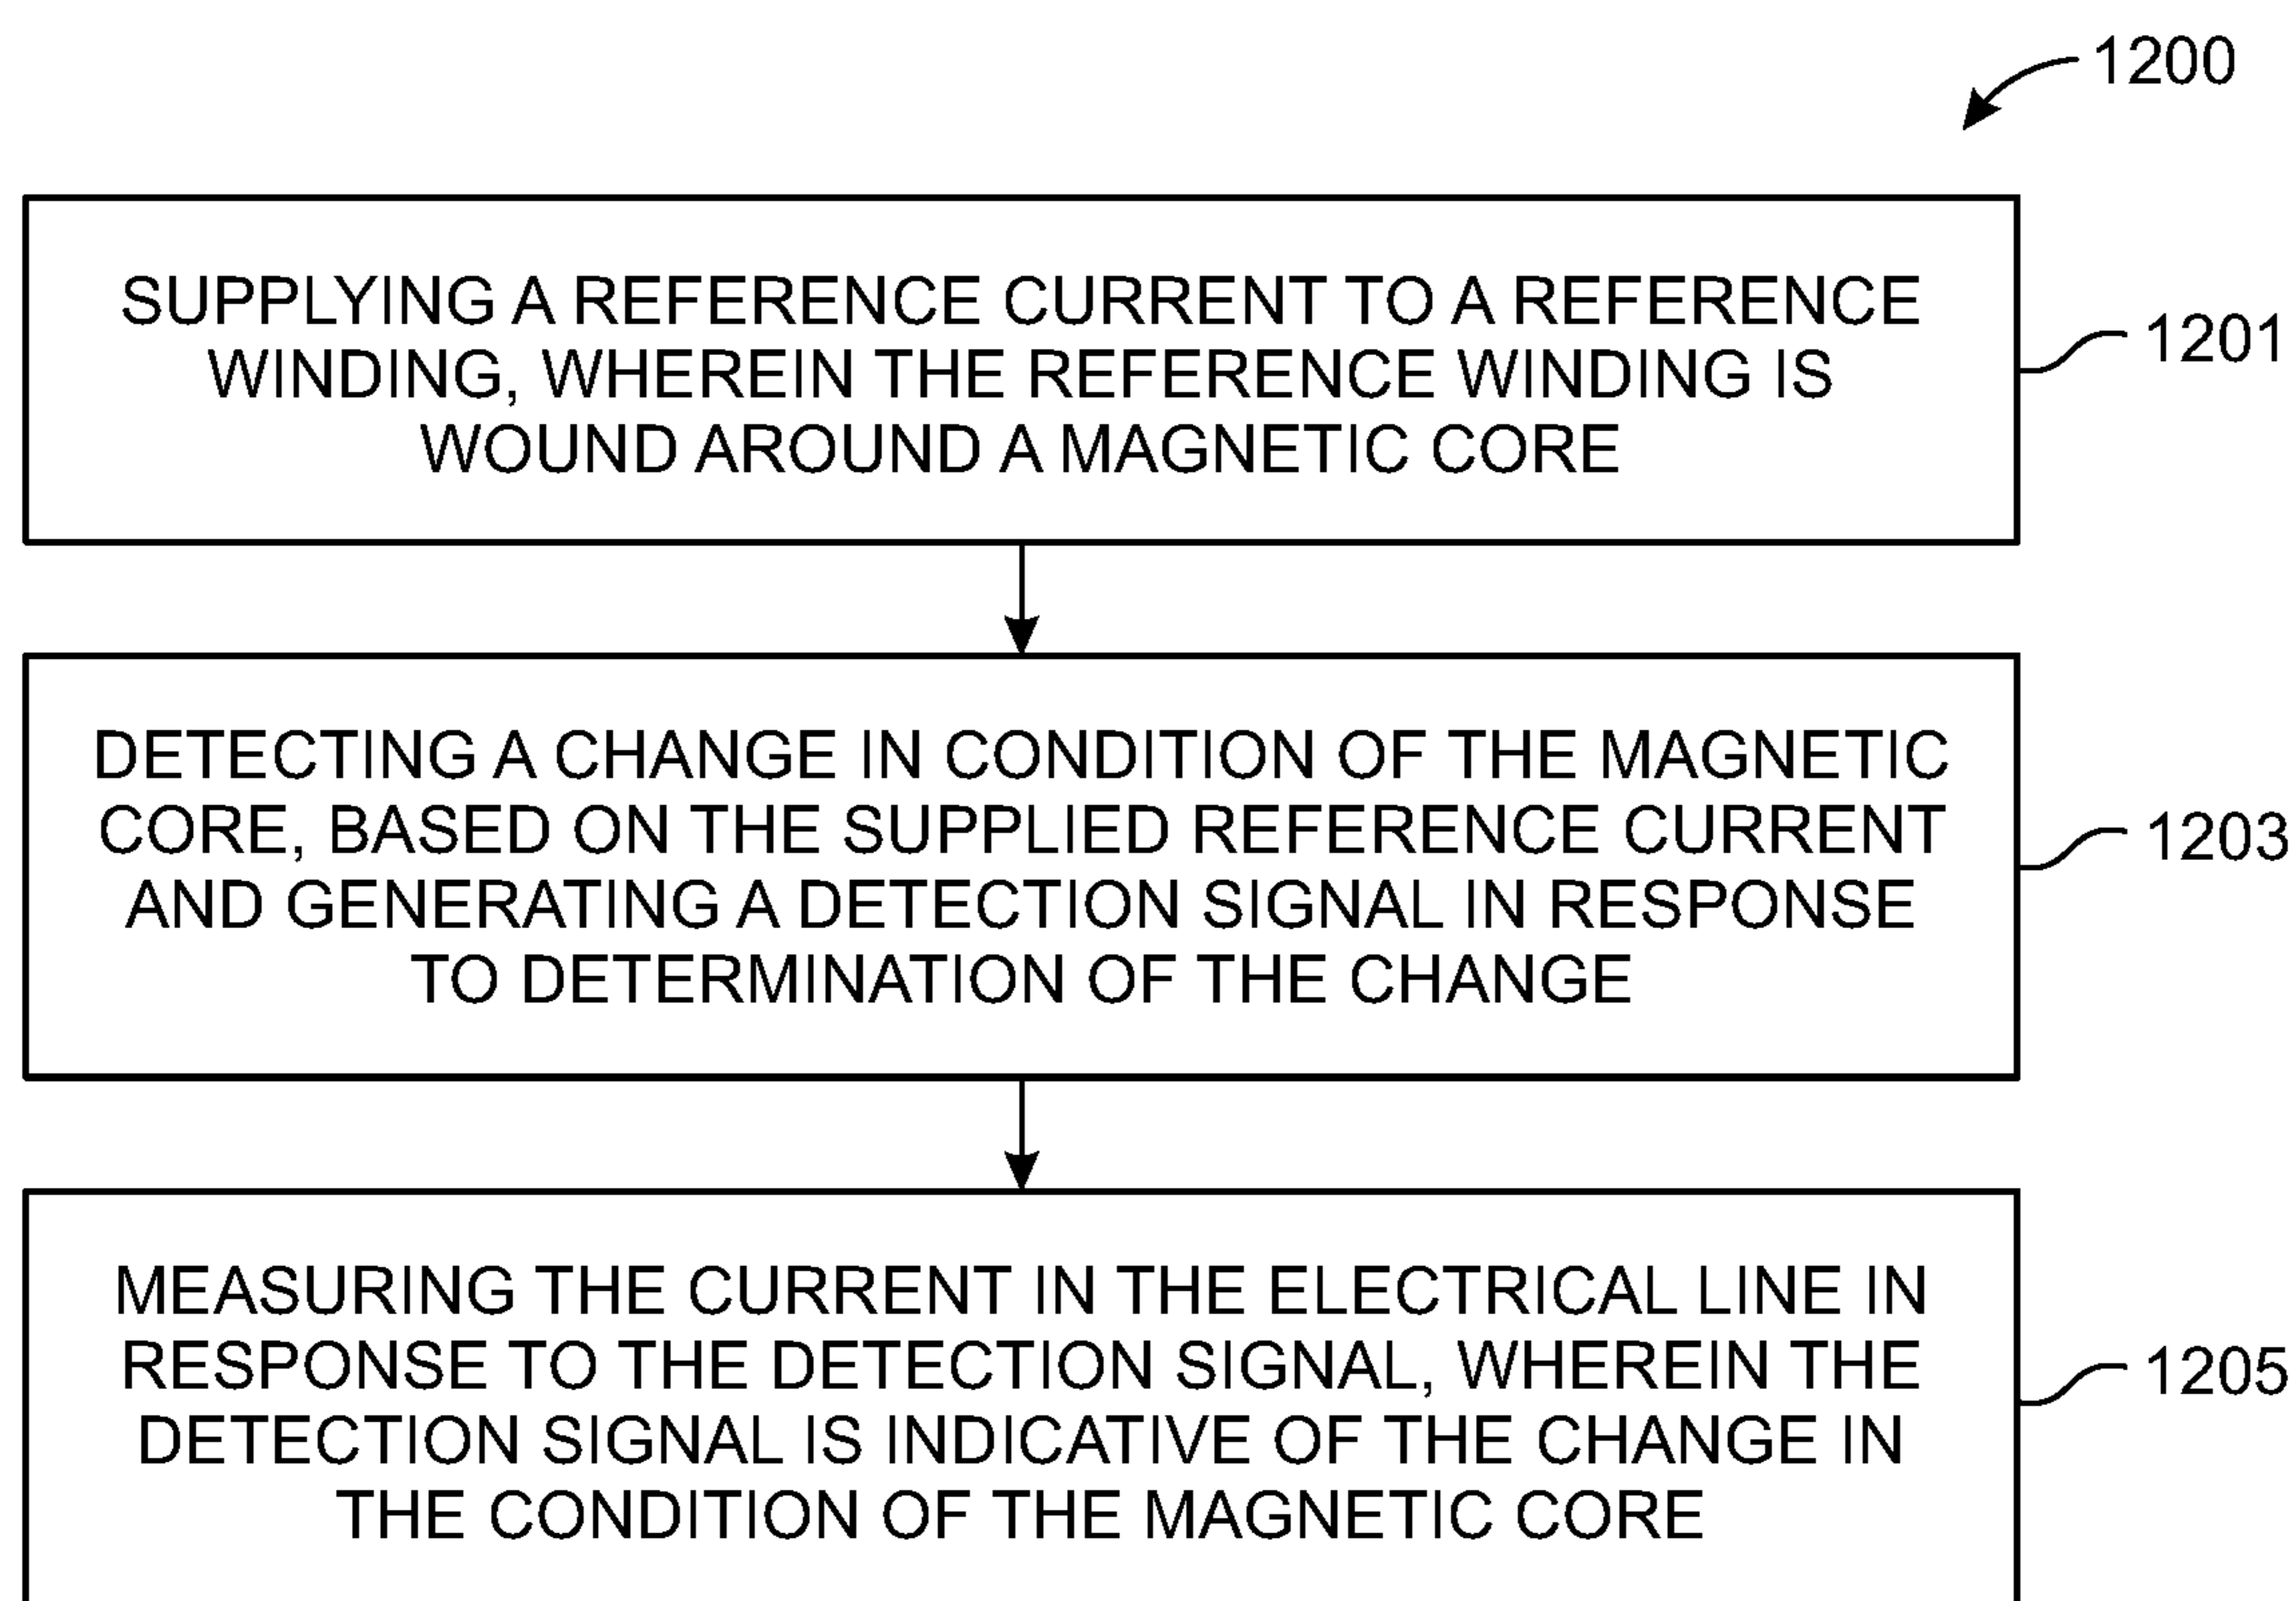 1200
SUPPLYING A REFERENCE CURRENT TO A REFERENCE
WINDING, WHEREIN THE REFERENCE WINDING IS
WOUND AROUND A MAGNETIC CORE
1201
DETECTING A CHANGE IN CONDITION OF THE MAGNETIC
CORE, BASED ON THE SUPPLIED REFERENCE CURRENT
AND GENERATING A DETECTION SIGNAL IN RESPONSE
TO DETERMINATION OF THE CHANGE
1203
MEASURING THE CURRENT IN THE ELECTRICAL LINE IN
RESPONSE TO THE DETECTION SIGNAL, WHEREIN THE
DETECTION SIGNAL IS INDICATIVE OF THE CHANGE IN
THE CONDITION OF THE MAGNETIC CORE
1205